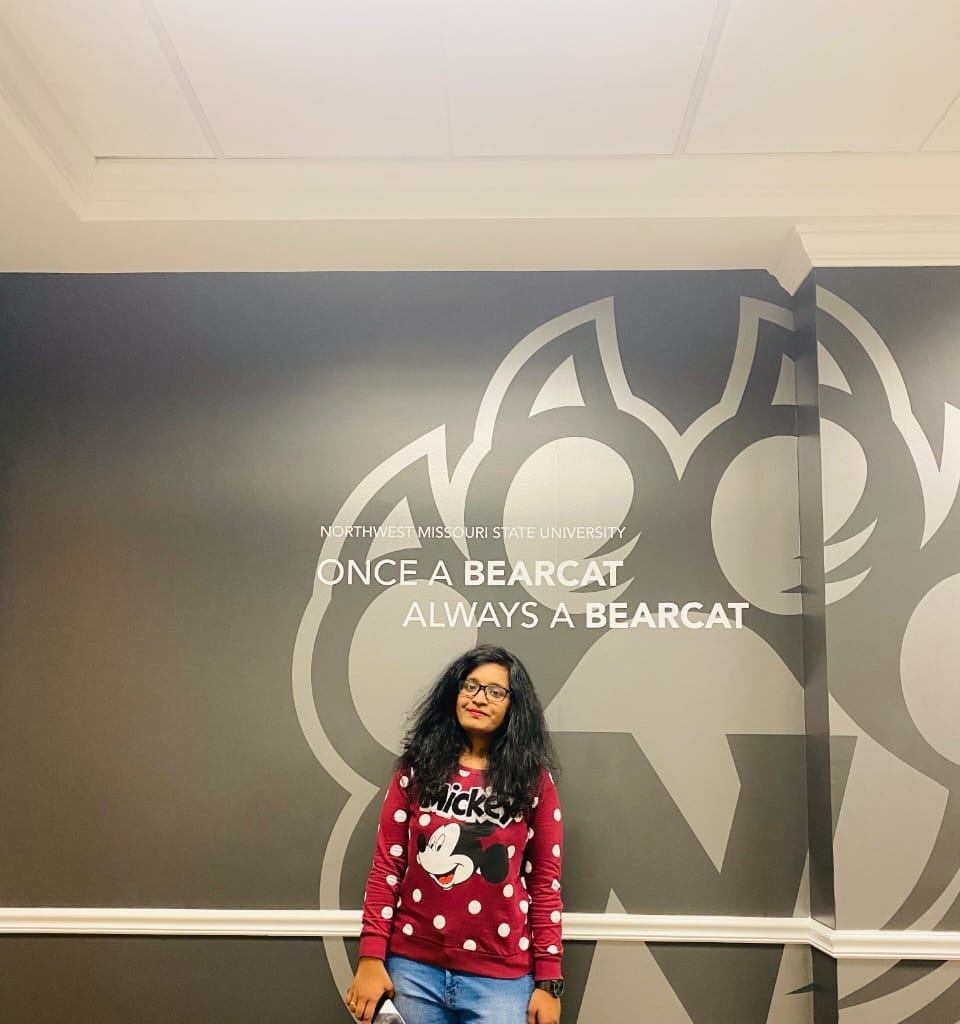 NORTHWEST MISSOURI STATE UNIVERSITY
ONCE A BEARCAT
ALWAYS A BEARCAT
N
Mickey